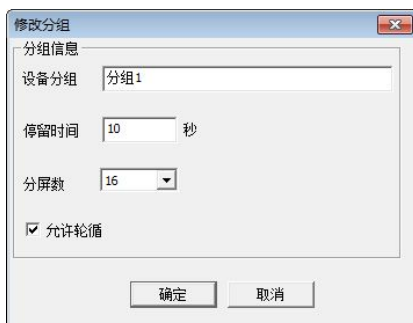 修改分组
分组信息
设备分组 分组1
停留时间 10 秒
分屏数 16
允许轮循
确定 取消